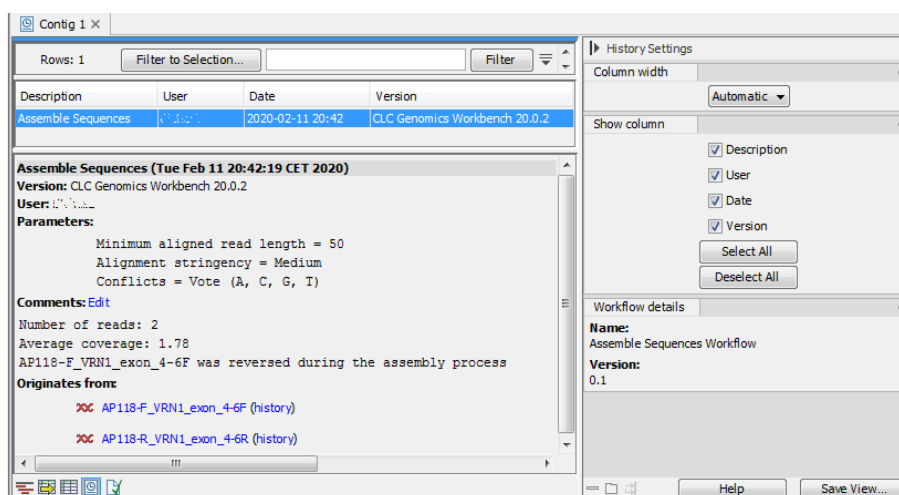 Contig 1
Rows: 1 Filter to Selection... Filter
Description User Date Version
Assemble Sequences 2020-02-11 20:42 CLC Genomics Workbench 20.0.2
Assemble Sequences (Tue Feb 11 20:42:19 CET 2020)
Version: CLC Genomics Workbench 20.0.2
User:
Parameters:
Minimum aligned read length = 50
Alignment stringency = Medium
Conflicts = Vote (A, C, G, T)
Comments: Edit
Number of reads: 2
Average coverage: 1.78
AP118-F_VRN1_exon_4-6F was reversed during the assembly process
Originates from:
AP118-F_VRN1_exon_4-6F (history)
AP118-R_VRN1_exon_4-6R (history)
History Settings
Column width
Automatic
Show column
Description
User
Date
Version
Select All
Deselect All
Workflow details
Name:
Assemble Sequences Workflow
Version:
0.1
Help Save View...